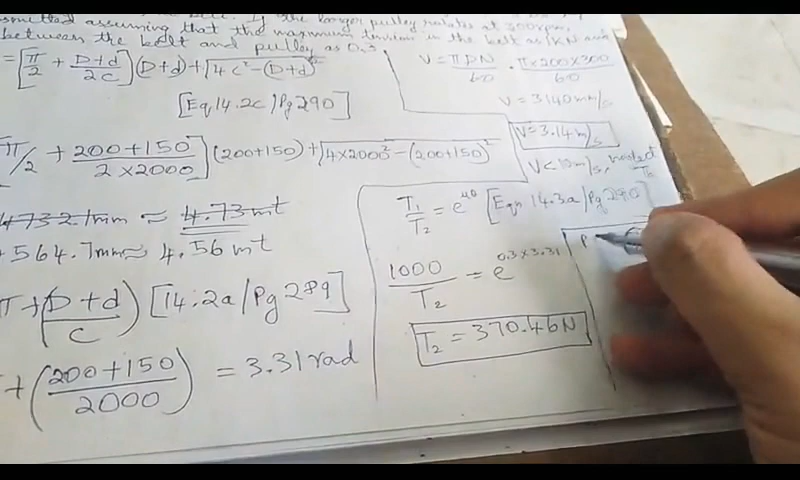 smitted assuming that the maximum tension in the belt as 1KN and
between the belt and pulley as 0.3
= [π/2 + D+d/2C] (D+d) + √4C² - (D+d)²
[Eq 14.2c/Pg 290]
π/2 + 200+150/2×2000] (200+150) + √4×2000² - (200+150)²
4732.1mm ≈ 4.73 mt
564.7mm ≈ 4.56 mt
π + (D+d/C) [14.2a/Pg 289]
+ (200+150/2000) = 3.31 rad
V = πDN/60 . π×200×300/60
V = 3140mm/s
V = 3.14 m/s
V < 10m/s, neglect
T₁/T₂ = e^μθ [Eqn 14.3a/Pg 290]
1000/T₂ = e^0.3×3.31
T₂ = 370.46N
P